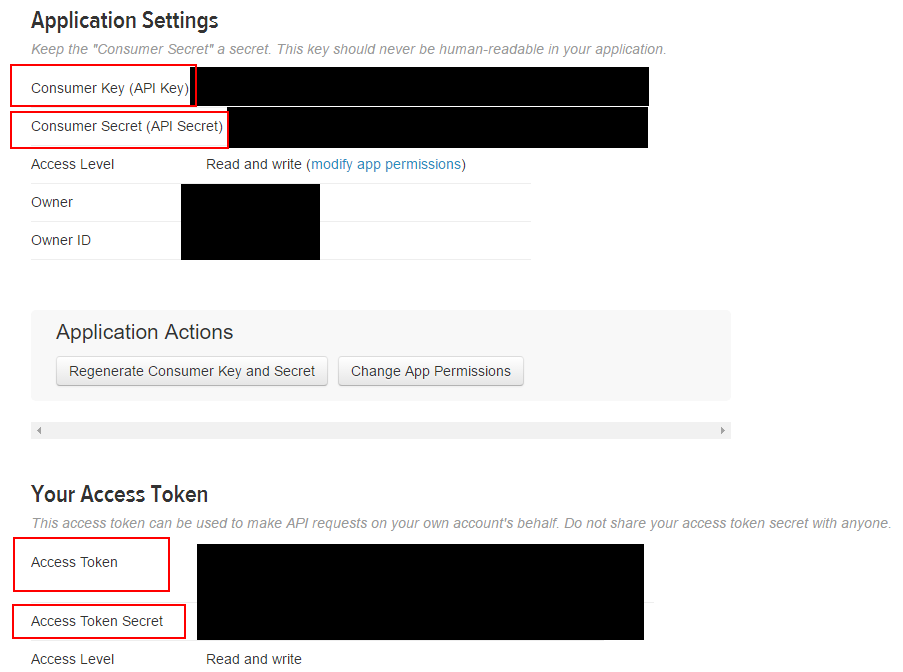 Application Settings
Keep the "Consumer Secret" a secret. This key should never be human-readable in your application.
Consumer Key (API Key)
Consumer Secret (API Secret)
Access Level Read and write (modify app permissions)
Owner
Owner ID
Application Actions
Regenerate Consumer Key and Secret Change App Permissions
Your Access Token
This access token can be used to make API requests on your own account's behalf. Do not share your access token secret with anyone.
Access Token
Access Token Secret
Access Level Read and write